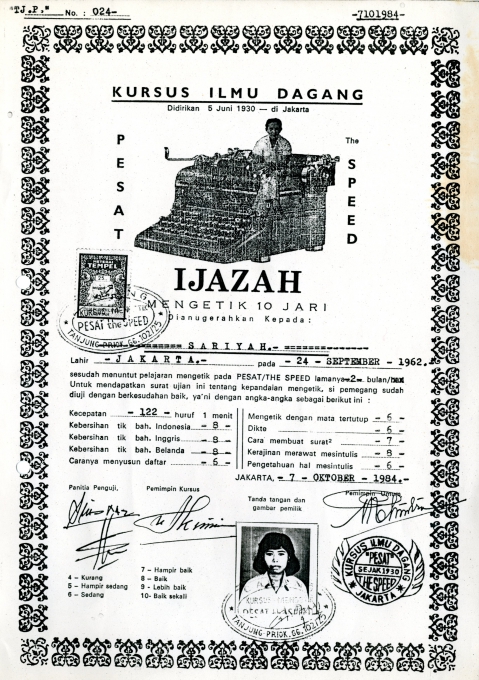 "TJ.P." No. : 024-
-7101984-
KURSUS ILMU DAGANG
Didirikan 5 Juni 1930 — di Jakarta
PESAT
The SPEED
IJAZAH
MENGETIK 10 JARI
Dianugerahkan Kepada :
SARIYAH.-
Lahir -JAKARTA.- pada - 24 - SEPTEMBER - 1962.-
sesudah menuntut pelajaran mengetik pada PESAT/THE SPEED lamanya -2- bulan/
Untuk mendapatkan surat ujian ini tentang kepandaian mengetik, si pemegang sudah
diuji dengan berkesudahan baik, ya'ni dengan angka-angka sebagai berikut ini :
Kecepatan - 122 - huruf 1 menit
Kebersihan tik bah. Indonesia - 8 -
Kebersihan tik bah. Inggris - 8 -
Kebersihan tik bah. Belanda - 8 -
Caranya menyusun daftar - 6 -
Mengetik dengan mata tertutup - 6 -
Dikte - 6 -
Cara membuat surat² - 7 -
Kerajinan merawat mesintulis - 8 -
Pengetahuan hal mesintulis - 6 -
JAKARTA, - 7 - OKTOBER - 1984.-
Panitia Penguji,
Pemimpin Kursus
Tanda tangan dan
gambar pemilik
Pemimpin Umum
4 – Kurang
5 – Hampir sedang
6 – Sedang
7 – Hampir baik
8 – Baik
9 – Lebih baik
10- Baik sekali
TEMPEL
PESAT the SPEED
TANJUNG PRIOK, GG. 02/75
KURSUS ILMU DAGANG
"PESAT"
SEJAK 1930
THE SPEED
JAKARTA
TANJUNG PRIOK, GG. 02/75